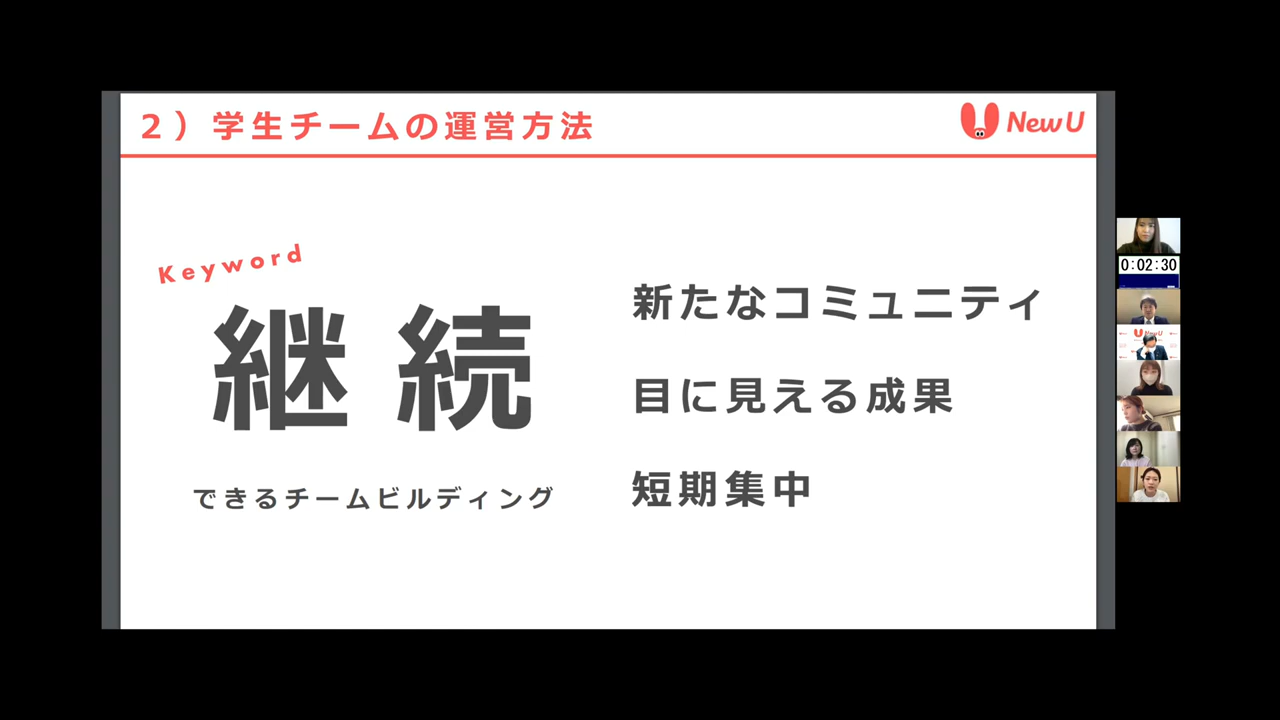 2）学生チームの運営方法
New U
Keyword
継続
できるチームビルディング
新たなコミュニティ
目に見える成果
短期集中
0:02:30
New U